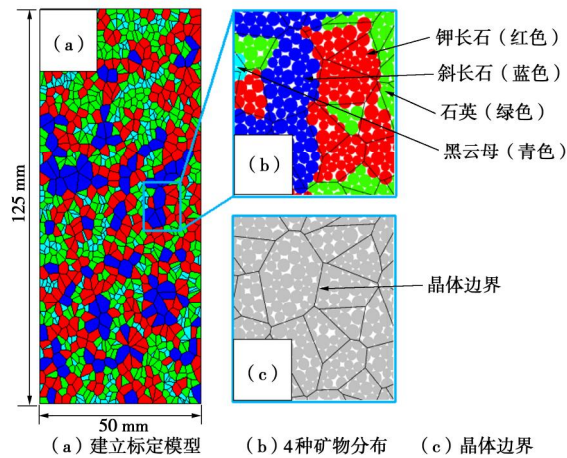 (a)
125 mm
50 mm
(b)
钾长石（红色）
斜长石（蓝色）
石英（绿色）
黑云母（青色）
(c)
晶体边界
（a）建立标定模型 （b）4种矿物分布 （c）晶体边界